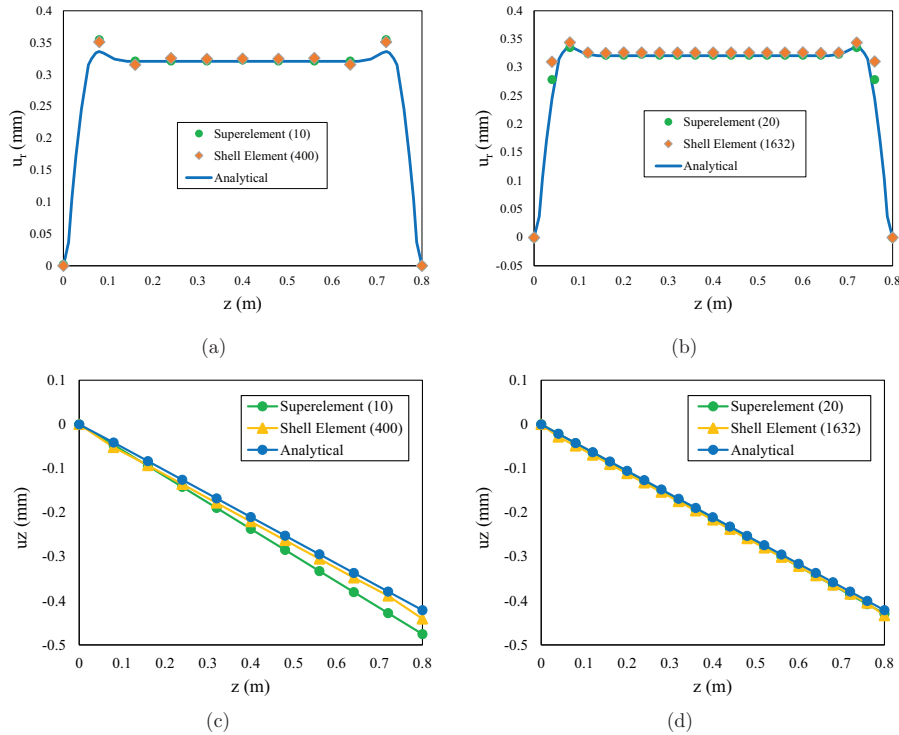 0.4
0.35
0.3
0.25
0.2
0.15
0.1
0.05
0
u_r (mm)
Superelement (10)
Shell Element (400)
Analytical
0 0.1 0.2 0.3 0.4 0.5 0.6 0.7 0.8
z (m)
(a)
0.4
0.35
0.3
0.25
0.2
0.15
0.1
0.05
0
-0.05
u_r (mm)
Superelement (20)
Shell Element (1632)
Analytical
0 0.1 0.2 0.3 0.4 0.5 0.6 0.7 0.8
z (m)
(b)
0.1
0
-0.1
-0.2
-0.3
-0.4
-0.5
uz (mm)
Superelement (10)
Shell Element (400)
Analytical
0 0.1 0.2 0.3 0.4 0.5 0.6 0.7 0.8
z (m)
(c)
0.1
0
-0.1
-0.2
-0.3
-0.4
-0.5
uz (mm)
Superelement (20)
Shell Element (1632)
Analytical
0 0.1 0.2 0.3 0.4 0.5 0.6 0.7 0.8
z (m)
(d)